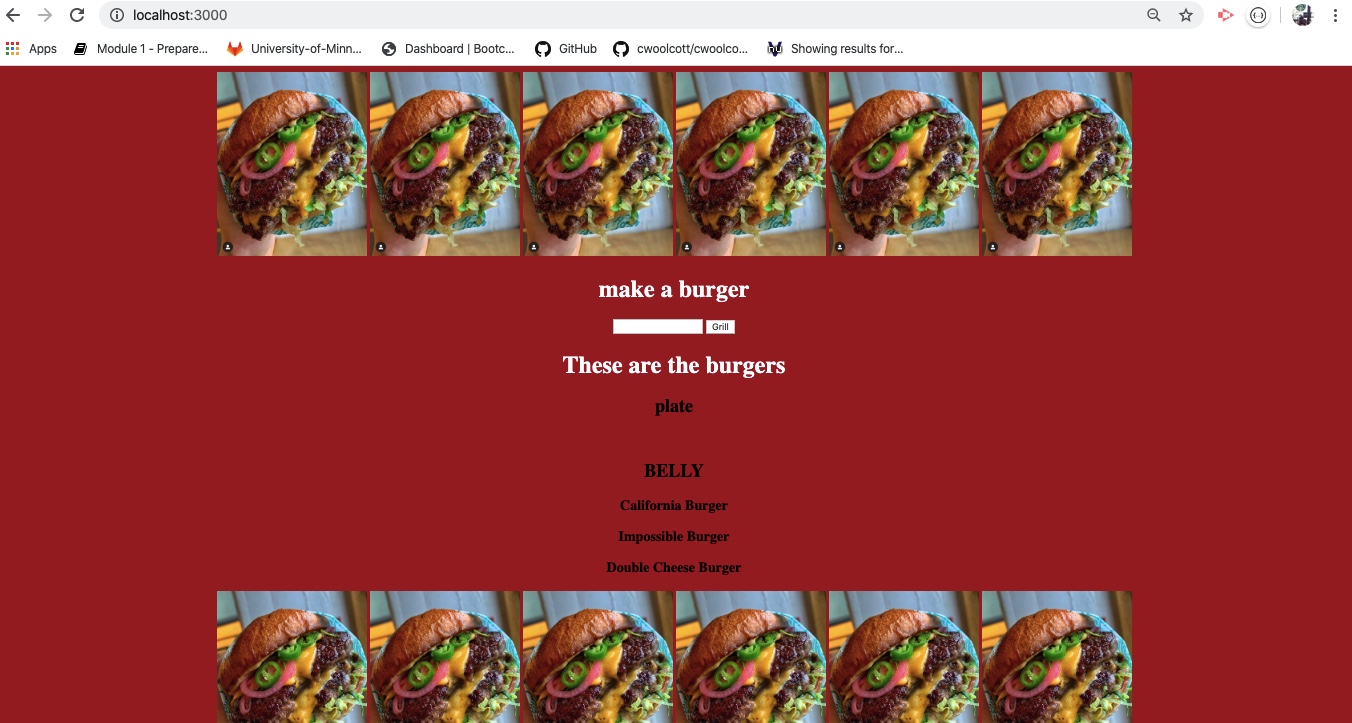 localhost:3000
Apps Module 1 - Prepare... University-of-Minn... Dashboard | Bootc... GitHub cwoolcott/cwoolco... Showing results for...
make a burger
Grill
These are the burgers
plate
BELLY
California Burger
Impossible Burger
Double Cheese Burger